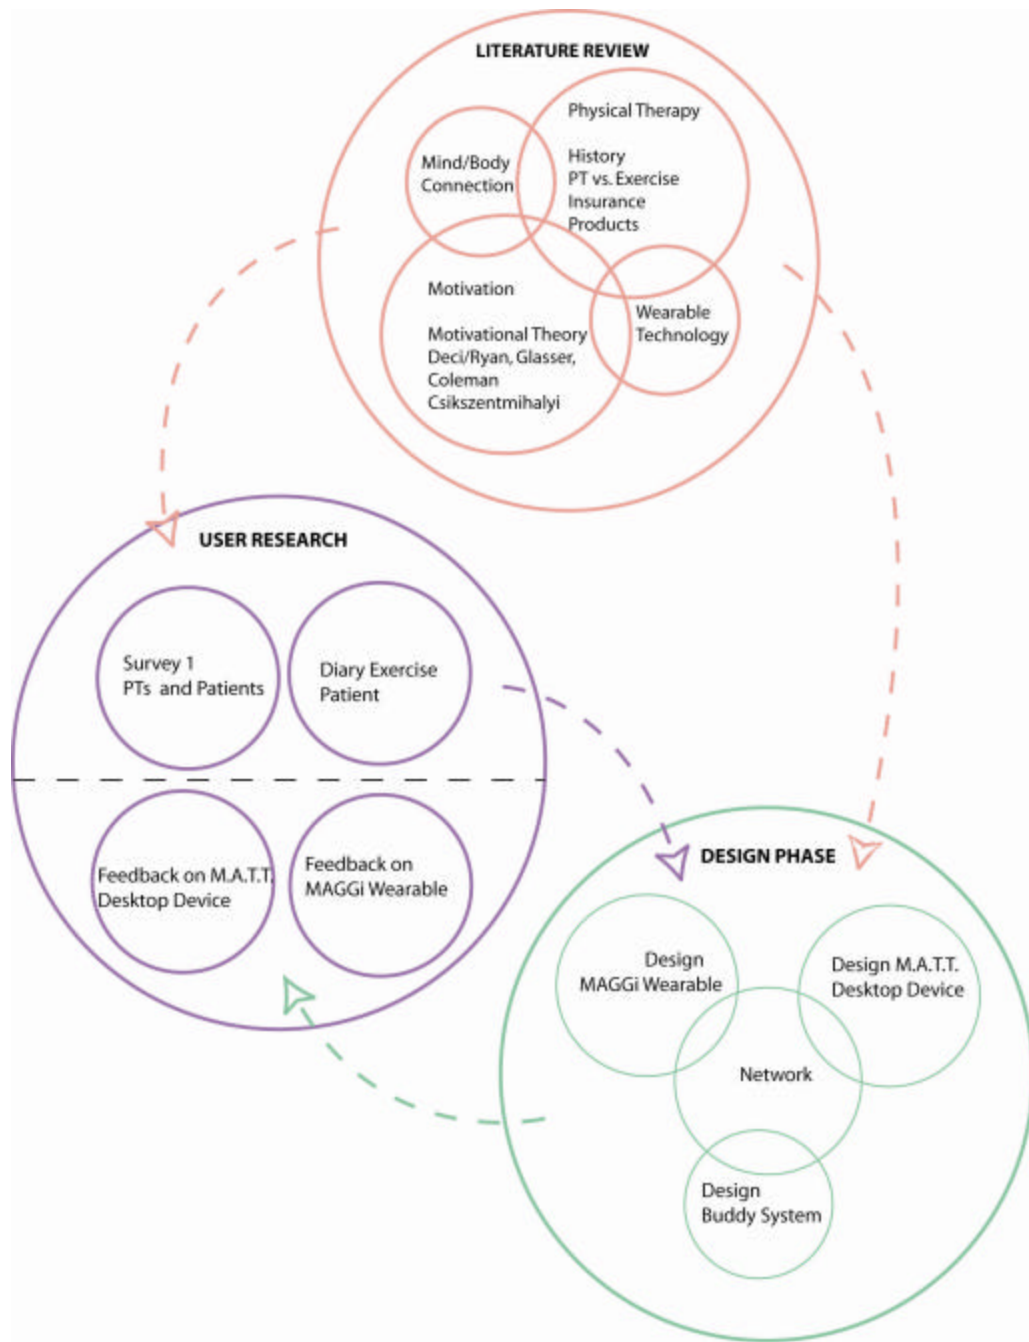 LITERATURE REVIEW
Physical Therapy
History
PT vs. Exercise
Insurance
Products
Mind/Body
Connection
Motivation
Motivational Theory
Deci/Ryan, Glasser,
Coleman
Csikszentmihalyi
Wearable
Technology
USER RESEARCH
Survey 1
PTs and Patients
Diary Exercise
Patient
Feedback on M.A.T.T.
Desktop Device
Feedback on
MAGGi Wearable
DESIGN PHASE
Design
MAGGi Wearable
Design M.A.T.T.
Desktop Device
Network
Design
Buddy System